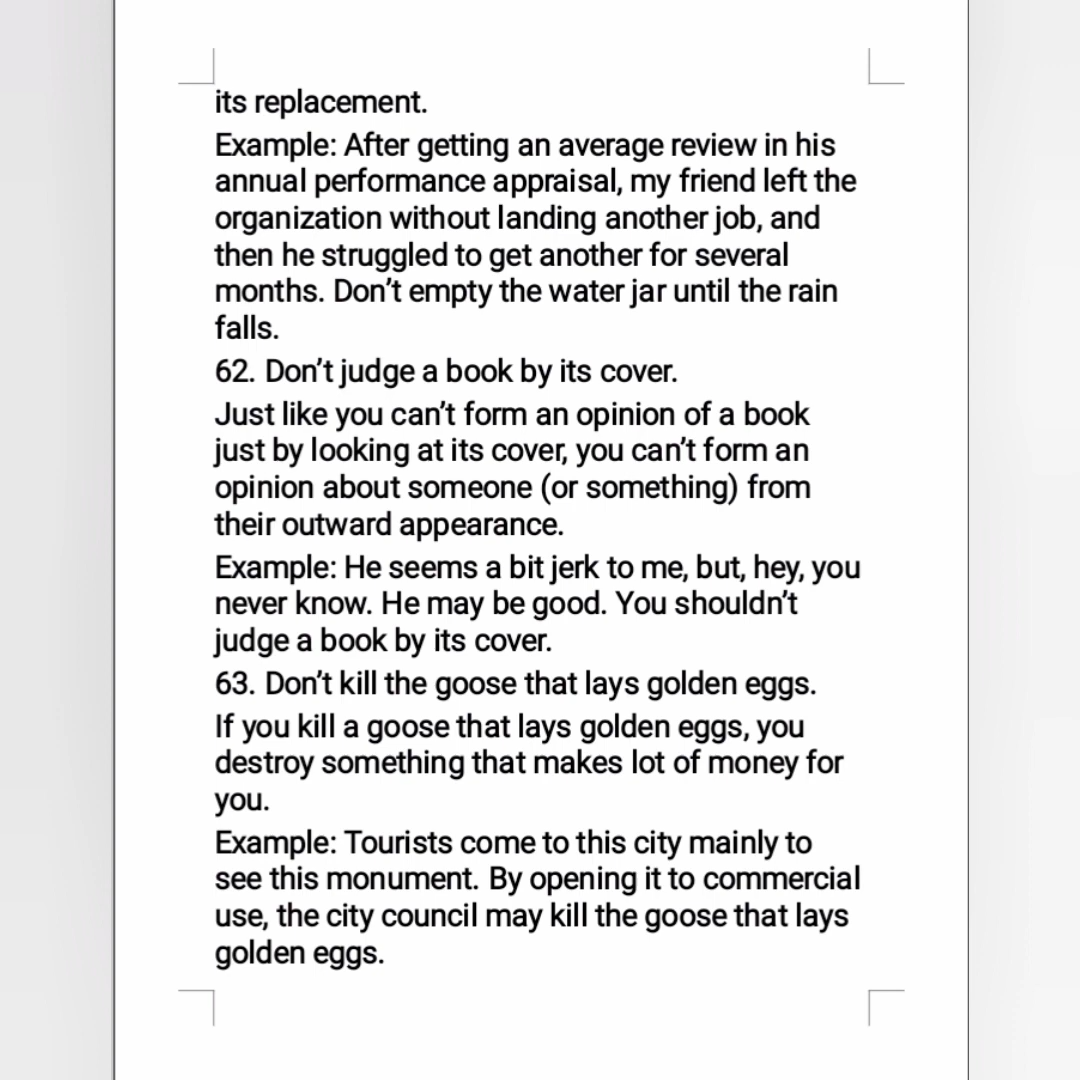 its replacement.
Example: After getting an average review in his
annual performance appraisal, my friend left the
organization without landing another job, and
then he struggled to get another for several
months. Don’t empty the water jar until the rain
falls.
62. Don’t judge a book by its cover.
Just like you can’t form an opinion of a book
just by looking at its cover, you can’t form an
opinion about someone (or something) from
their outward appearance.
Example: He seems a bit jerk to me, but, hey, you
never know. He may be good. You shouldn’t
judge a book by its cover.
63. Don’t kill the goose that lays golden eggs.
If you kill a goose that lays golden eggs, you
destroy something that makes lot of money for
you.
Example: Tourists come to this city mainly to
see this monument. By opening it to commercial
use, the city council may kill the goose that lays
golden eggs.